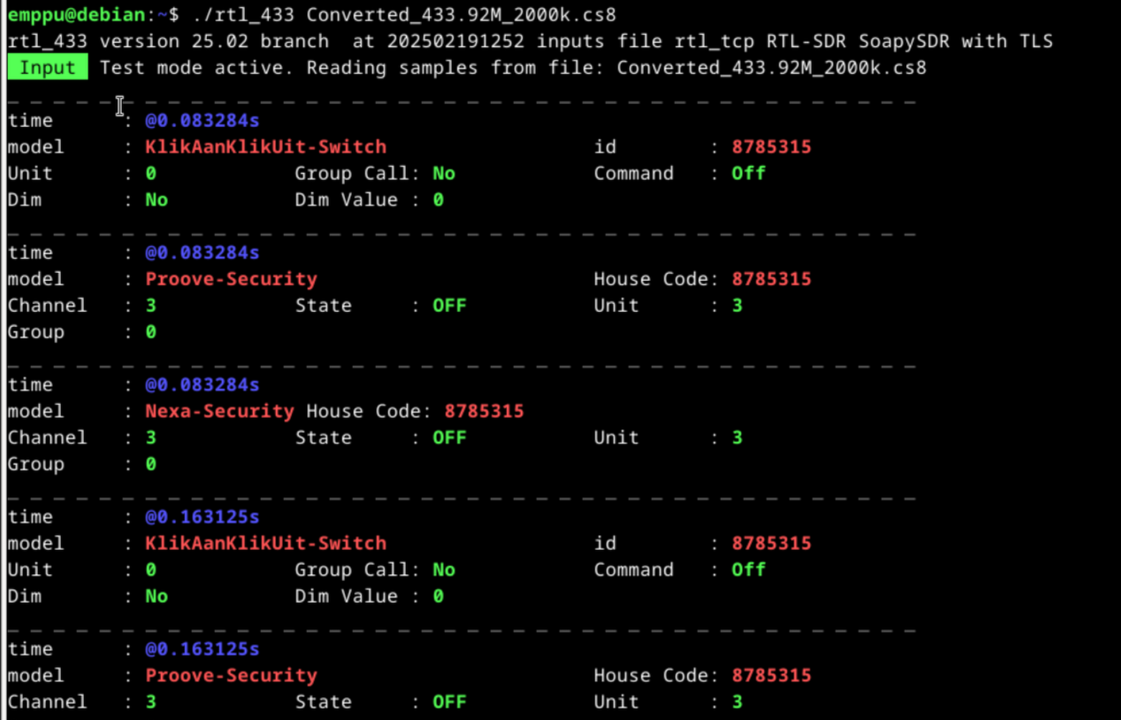 emppu@debian:~$ ./rtl_433 Converted_433.92M_2000k.cs8
rtl_433 version 25.02 branch  at 202502191252 inputs file rtl_tcp RTL-SDR SoapySDR with TLS
Input Test mode active. Reading samples from file: Converted_433.92M_2000k.cs8
_ _ _ _ _ _ _ _ _ _ _ _ _ _ _ _ _ _ _ _ _ _ _ _ _ _ _ _ _ _ _ _ _ _ _ _ _ _ _ _
time      : @0.083284s
model     : KlikAanKlikUit-Switch                  id        : 8785315
Unit      : 0            Group Call: No            Command   : Off
Dim       : No           Dim Value : 0
_ _ _ _ _ _ _ _ _ _ _ _ _ _ _ _ _ _ _ _ _ _ _ _ _ _ _ _ _ _ _ _ _ _ _ _ _ _ _ _
time      : @0.083284s
model     : Proove-Security                        House Code: 8785315
Channel   : 3            State     : OFF           Unit      : 3
Group     : 0
_ _ _ _ _ _ _ _ _ _ _ _ _ _ _ _ _ _ _ _ _ _ _ _ _ _ _ _ _ _ _ _ _ _ _ _ _ _ _ _
time      : @0.083284s
model     : Nexa-Security House Code: 8785315
Channel   : 3            State     : OFF           Unit      : 3
Group     : 0
_ _ _ _ _ _ _ _ _ _ _ _ _ _ _ _ _ _ _ _ _ _ _ _ _ _ _ _ _ _ _ _ _ _ _ _ _ _ _ _
time      : @0.163125s
model     : KlikAanKlikUit-Switch                  id        : 8785315
Unit      : 0            Group Call: No            Command   : Off
Dim       : No           Dim Value : 0
_ _ _ _ _ _ _ _ _ _ _ _ _ _ _ _ _ _ _ _ _ _ _ _ _ _ _ _ _ _ _ _ _ _ _ _ _ _ _ _
time      : @0.163125s
model     : Proove-Security                        House Code: 8785315
Channel   : 3            State     : OFF           Unit      : 3